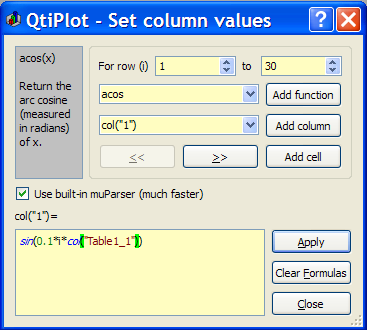 QtiPlot - Set column values
acos(x)
Return the
arc cosine
(measured
in radians)
of x.
For row (i) 1 to 30
acos Add function
col("1") Add column
<< >> Add cell
Use built-in muParser (much faster)
col("1")=
sin(0.1*i*col("Table1_1"))
Apply
Clear Formulas
Close